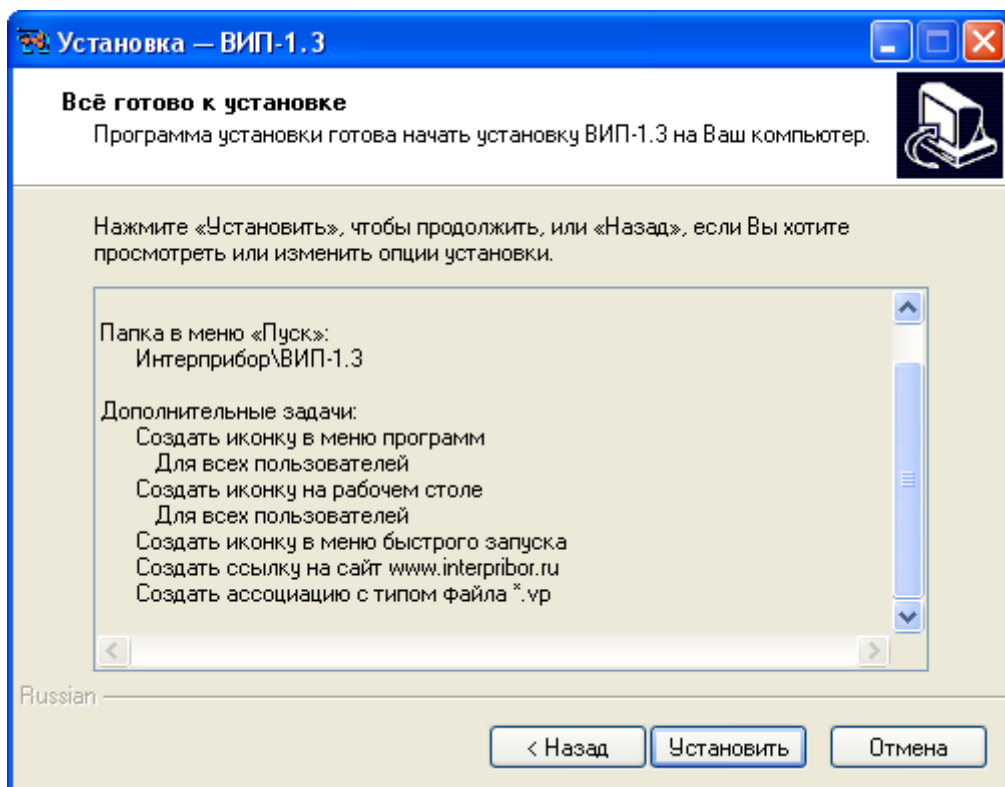 Установка — ВИП-1.3
Всё готово к установке
Программа установки готова начать установку ВИП-1.3 на Ваш компьютер.
Нажмите «Установить», чтобы продолжить, или «Назад», если Вы хотите
просмотреть или изменить опции установки.
Папка в меню «Пуск»:
Интерприбор\ВИП-1.3
Дополнительные задачи:
Создать иконку в меню программ
Для всех пользователей
Создать иконку на рабочем столе
Для всех пользователей
Создать иконку в меню быстрого запуска
Создать ссылку на сайт www.interpribor.ru
Создать ассоциацию с типом файла *.vp
Russian
< Назад
Установить
Отмена